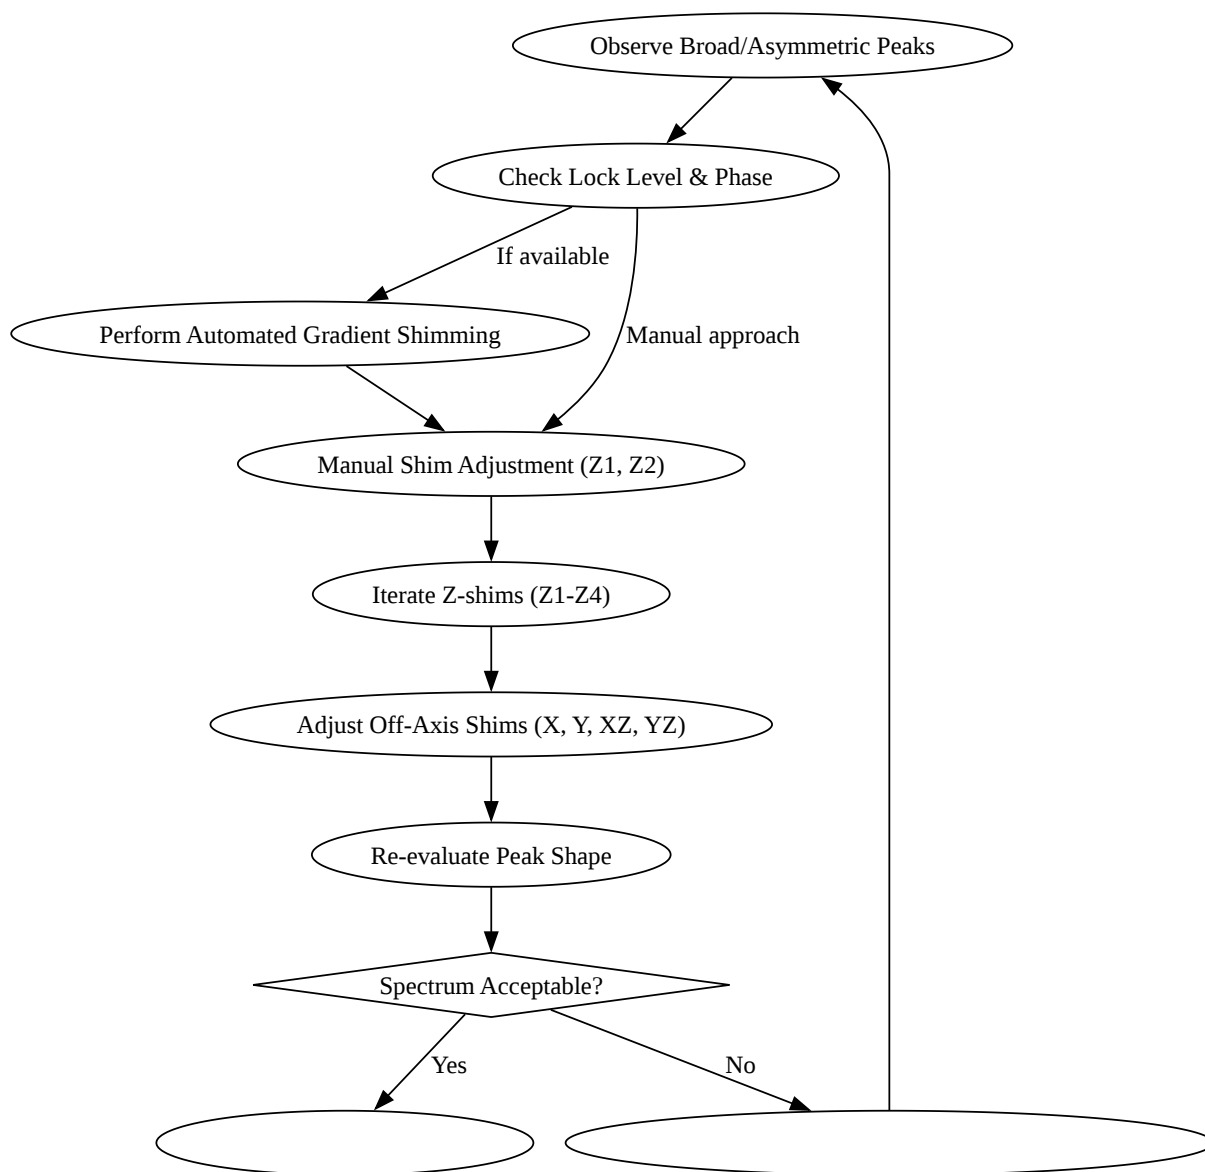 Observe Broad/Asymmetric Peaks
Check Lock Level & Phase
If available
Perform Automated Gradient Shimming
Manual approach
Manual Shim Adjustment (Z1, Z2)
Iterate Z-shims (Z1-Z4)
Adjust Off-Axis Shims (X, Y, XZ, YZ)
Re-evaluate Peak Shape
Spectrum Acceptable?
Yes
No